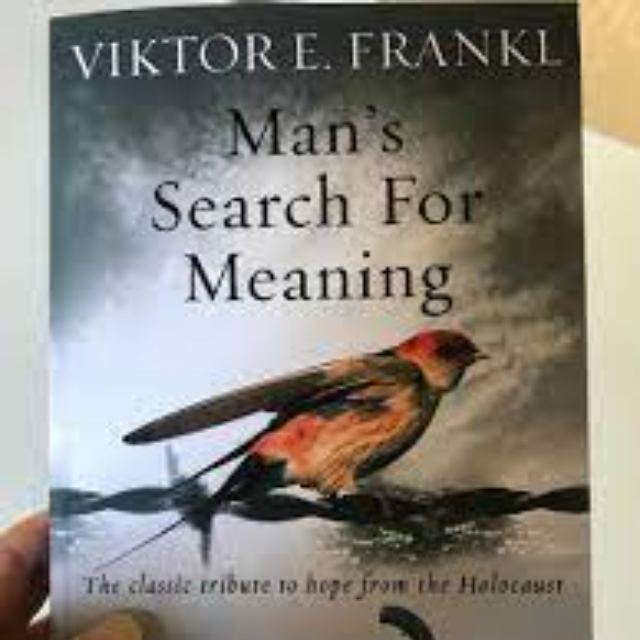 VIKTOR E. FRANKL
Man's
Search For
Meaning
The classic tribute to hope from the Holocaust